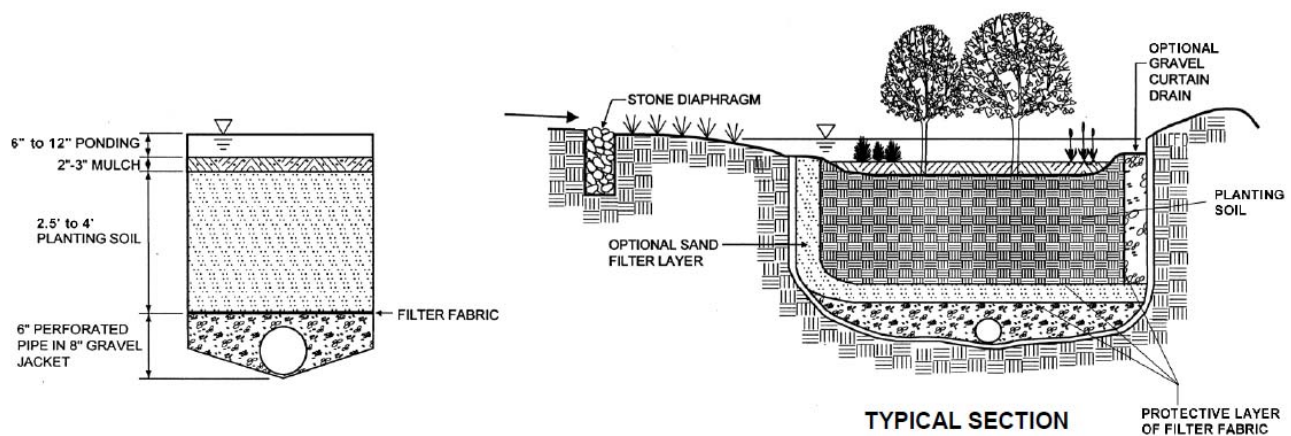 6" to 12" PONDING
2"-3" MULCH
2.5' to 4'
PLANTING SOIL
6" PERFORATED
PIPE IN 8" GRAVEL
JACKET
FILTER FABRIC
STONE DIAPHRAGM
OPTIONAL
GRAVEL
CURTAIN
DRAIN
OPTIONAL SAND
FILTER LAYER
PLANTING
SOIL
TYPICAL SECTION
PROTECTIVE LAYER
OF FILTER FABRIC